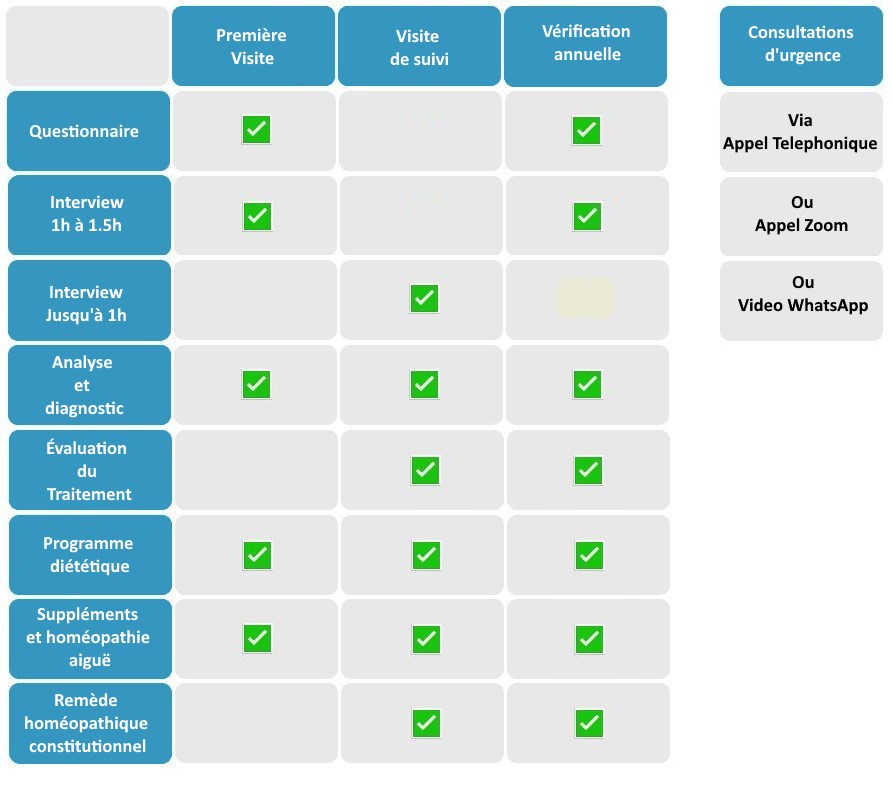 Première
Visite
Visite
de suivi
Vérification
annuelle
Consultations
d'urgence
Questionnaire
Via
Appel Telephonique
Interview
1h à 1.5h
Ou
Appel Zoom
Interview
Jusqu'à 1h
Ou
Video WhatsApp
Analyse
et
diagnostic
Évaluation
du
Traitement
Programme
diététique
Suppléments
et homéopathie
aiguë
Remède
homéopathique
constitutionnel